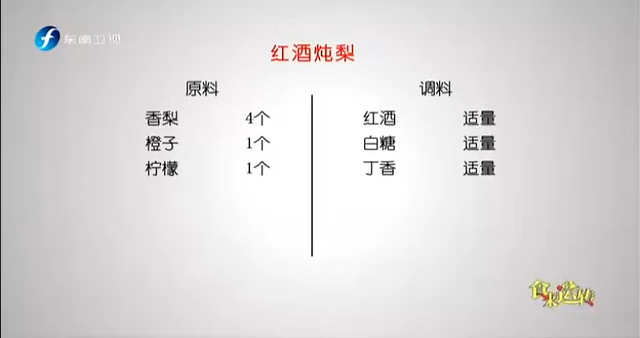 东南卫视
红酒炖梨
原料
香梨 4个
橙子 1个
柠檬 1个
调料
红酒 适量
白糖 适量
丁香 适量